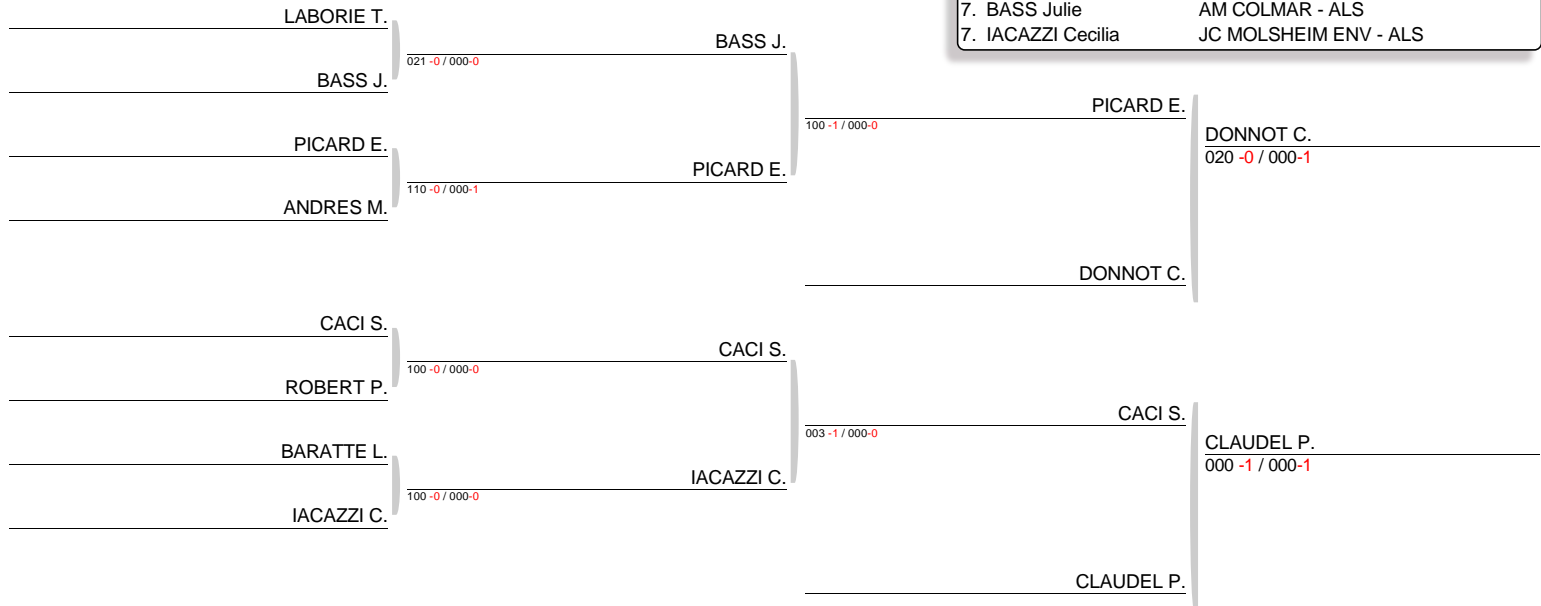 7. BASS Julie AM COLMAR - ALS
7. IACAZZI Cecilia JC MOLSHEIM ENV - ALS
LABORIE T.
BASS J.
BASS J.
021 -0 / 000-0
PICARD E.
ANDRES M.
PICARD E.
110 -0 / 000-1
PICARD E.
100 -1 / 000-0
DONNOT C.
DONNOT C.
020 -0 / 000-1
CACI S.
ROBERT P.
CACI S.
100 -0 / 000-0
BARATTE L.
IACAZZI C.
IACAZZI C.
100 -0 / 000-0
CACI S.
003 -1 / 000-0
CLAUDEL P.
CLAUDEL P.
000 -1 / 000-1